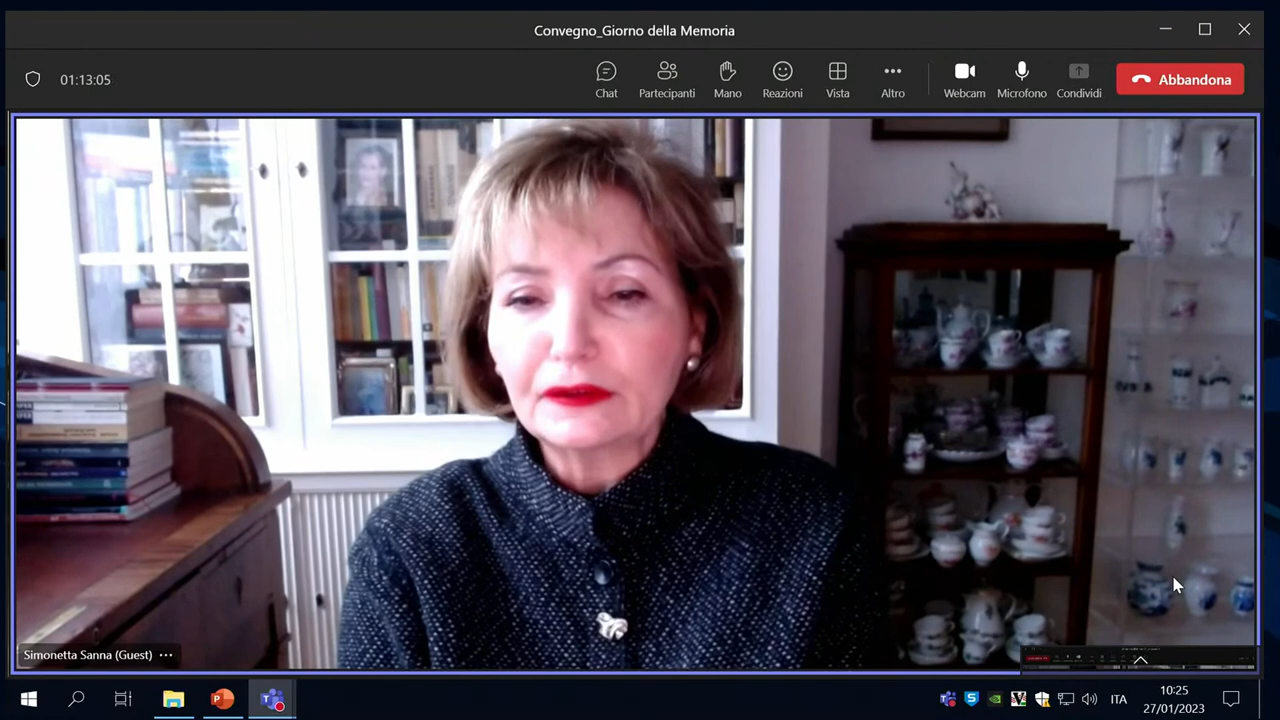 Convegno_Giorno della Memoria
01:13:05
Chat
Partecipanti
Mano
Reazioni
Vista
Altro
Webcam
Microfono
Condividi
Abbandona
Simonetta Sanna (Guest)
ITA
10:25
27/01/2023